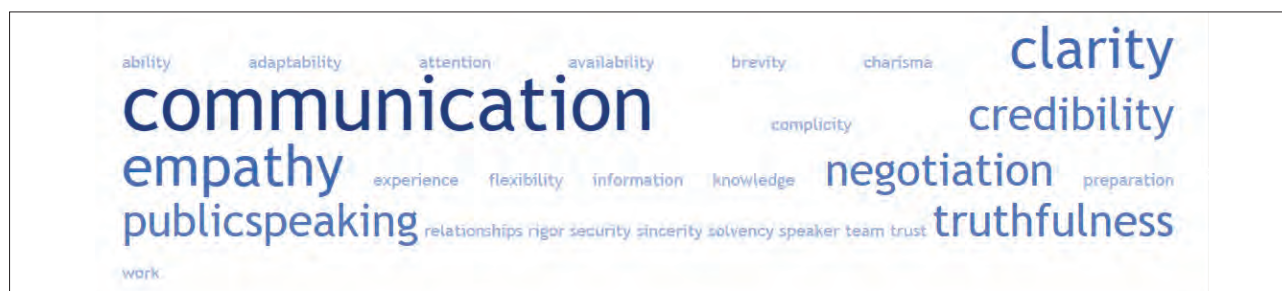 ability adaptability attention availability brevity charisma clarity
communication complicity credibility
empathy experience flexibility information knowledge negotiation preparation
publicspeaking relationships rigor security sincerity solvency speaker team trust truthfulness
work